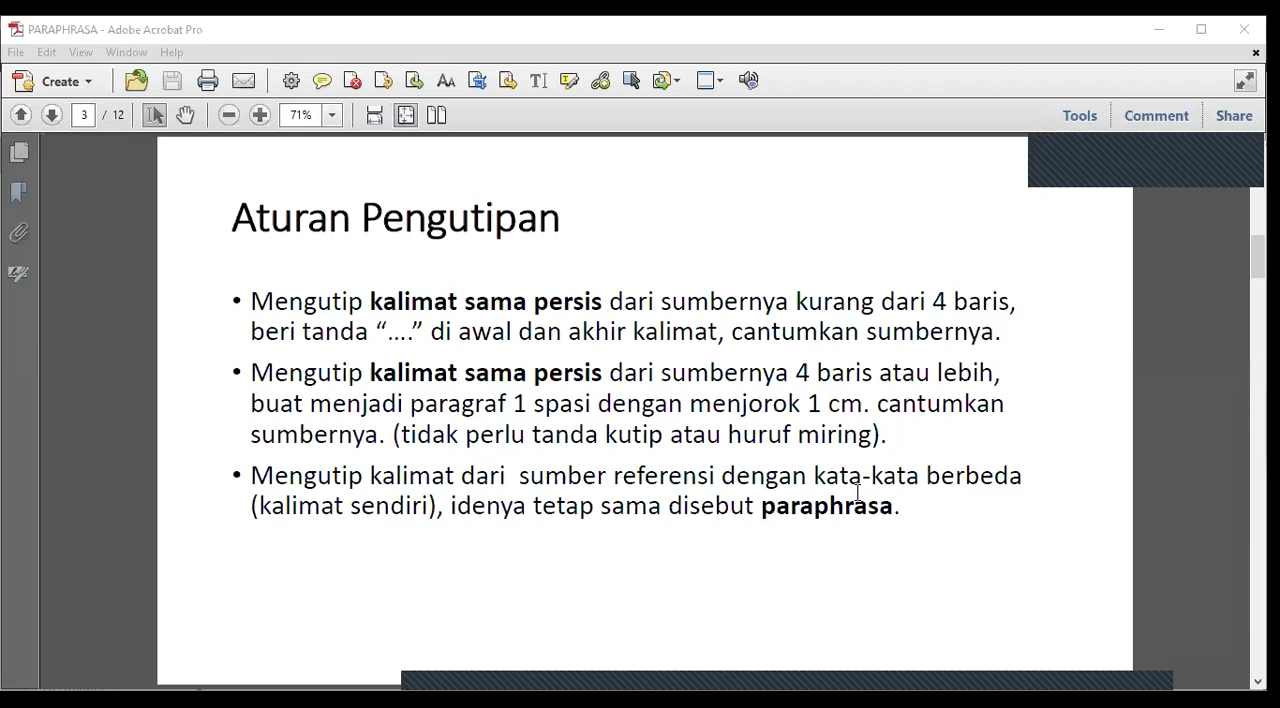 PARAPHRASA - Adobe Acrobat Pro
File Edit View Window Help
Create
3 / 12 71% Tools Comment Share
Aturan Pengutipan
• Mengutip kalimat sama persis dari sumbernya kurang dari 4 baris,
beri tanda “....” di awal dan akhir kalimat, cantumkan sumbernya.
• Mengutip kalimat sama persis dari sumbernya 4 baris atau lebih,
buat menjadi paragraf 1 spasi dengan menjorok 1 cm. cantumkan
sumbernya. (tidak perlu tanda kutip atau huruf miring).
• Mengutip kalimat dari sumber referensi dengan kata-kata berbeda
(kalimat sendiri), idenya tetap sama disebut paraphrasa.